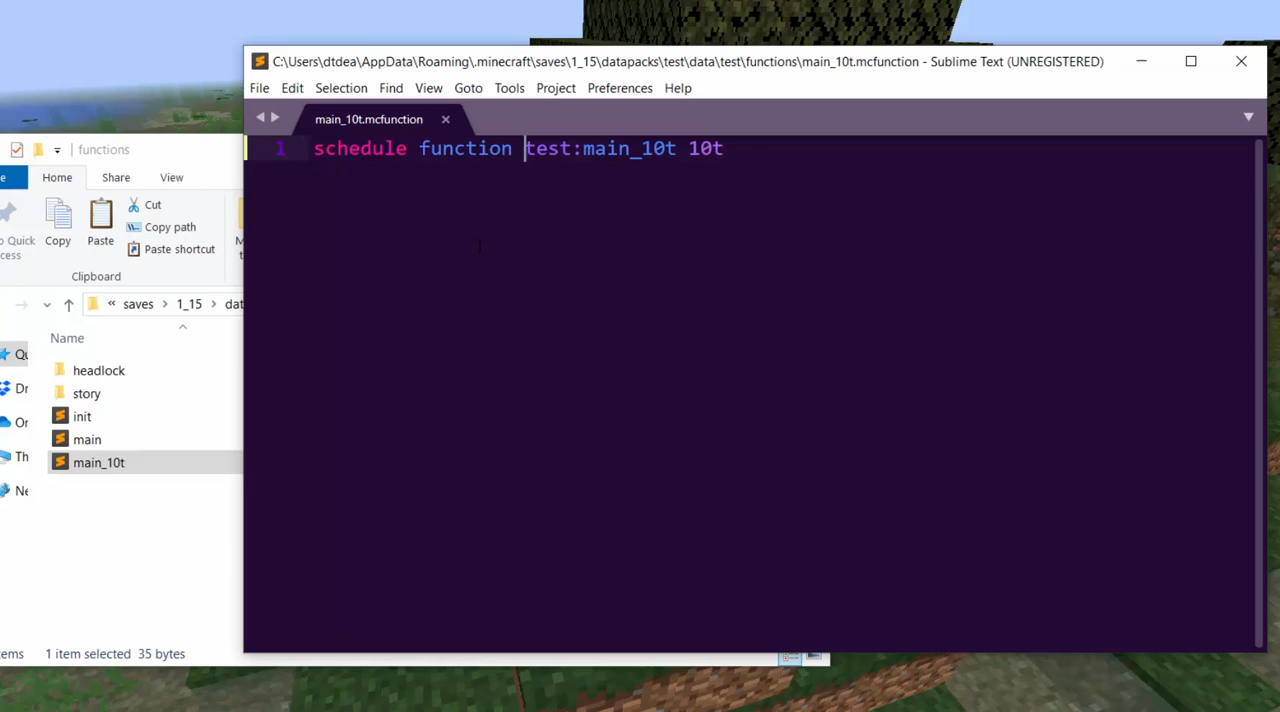 C:\Users\dtdea\AppData\Roaming\.minecraft\saves\1_15\datapacks\test\data\test\functions\main_10t.mcfunction - Sublime Text (UNREGISTERED)
File Edit Selection Find View Goto Tools Project Preferences Help
main_10t.mcfunction
1 schedule function test:main_10t 10t
functions
Home Share View
Copy
Paste
Cut
Copy path
Paste shortcut
Clipboard
« saves > 1_15 >
Name
headlock
story
init
main
main_10t
1 item selected 35 bytes